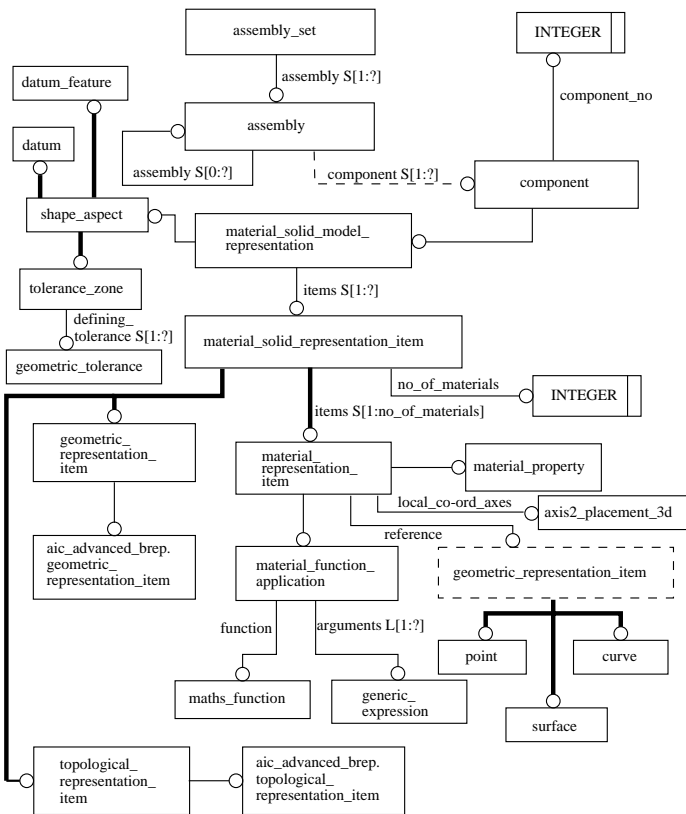 assembly_set
INTEGER
assembly S[1:?]
datum_feature
component_no
assembly
datum
assembly S[0:?]
component S[1:?]
component
shape_aspect
material_solid_model_
representation
tolerance_zone
items S[1:?]
defining_
tolerance S[1:?]
material_solid_representation_item
geometric_tolerance
no_of_materials
INTEGER
items S[1:no_of_materials]
geometric_
representation_
item
material_
representation_
item
material_property
local_co-ord_axes
axis2_placement_3d
reference
aic_advanced_brep.
geometric_
representation_item
material_function_
application
geometric_representation_item
function
arguments L[1:?]
point
curve
maths_function
generic_
expression
surface
topological_
representation_
item
aic_advanced_brep.
topological_
representation_item